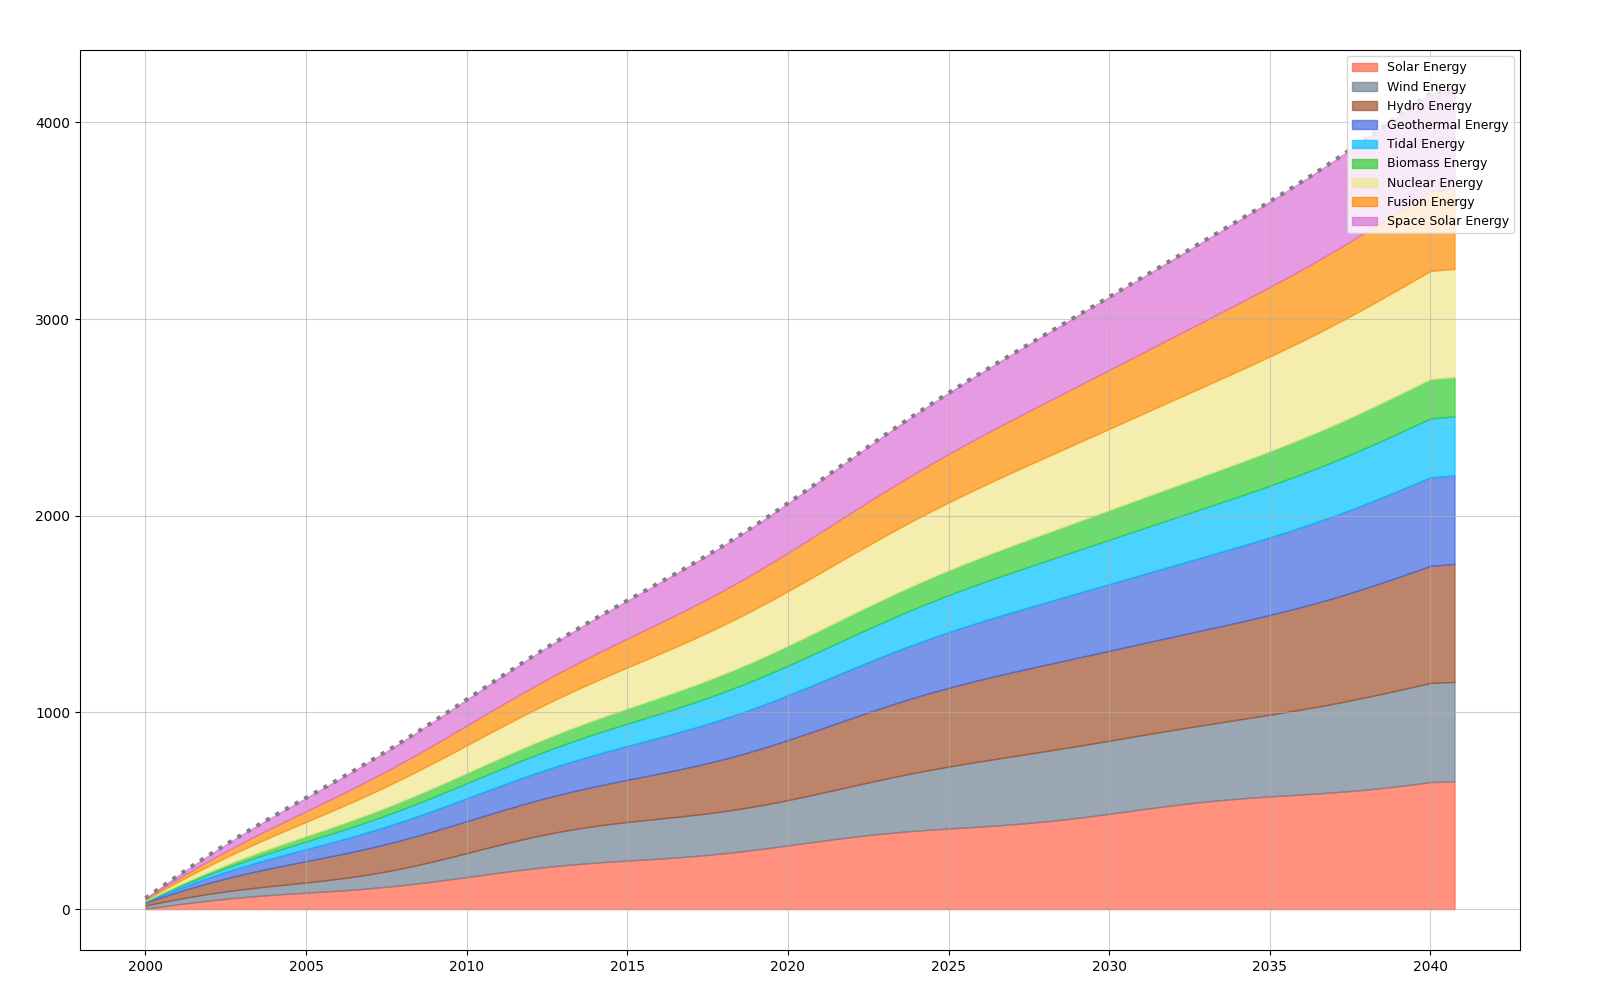 Solar Energy
Wind Energy
Hydro Energy
Geothermal Energy
Tidal Energy
Biomass Energy
Nuclear Energy
Fusion Energy
Space Solar Energy
4000
3000
2000
1000
0
2000 2005 2010 2015 2020 2025 2030 2035 2040